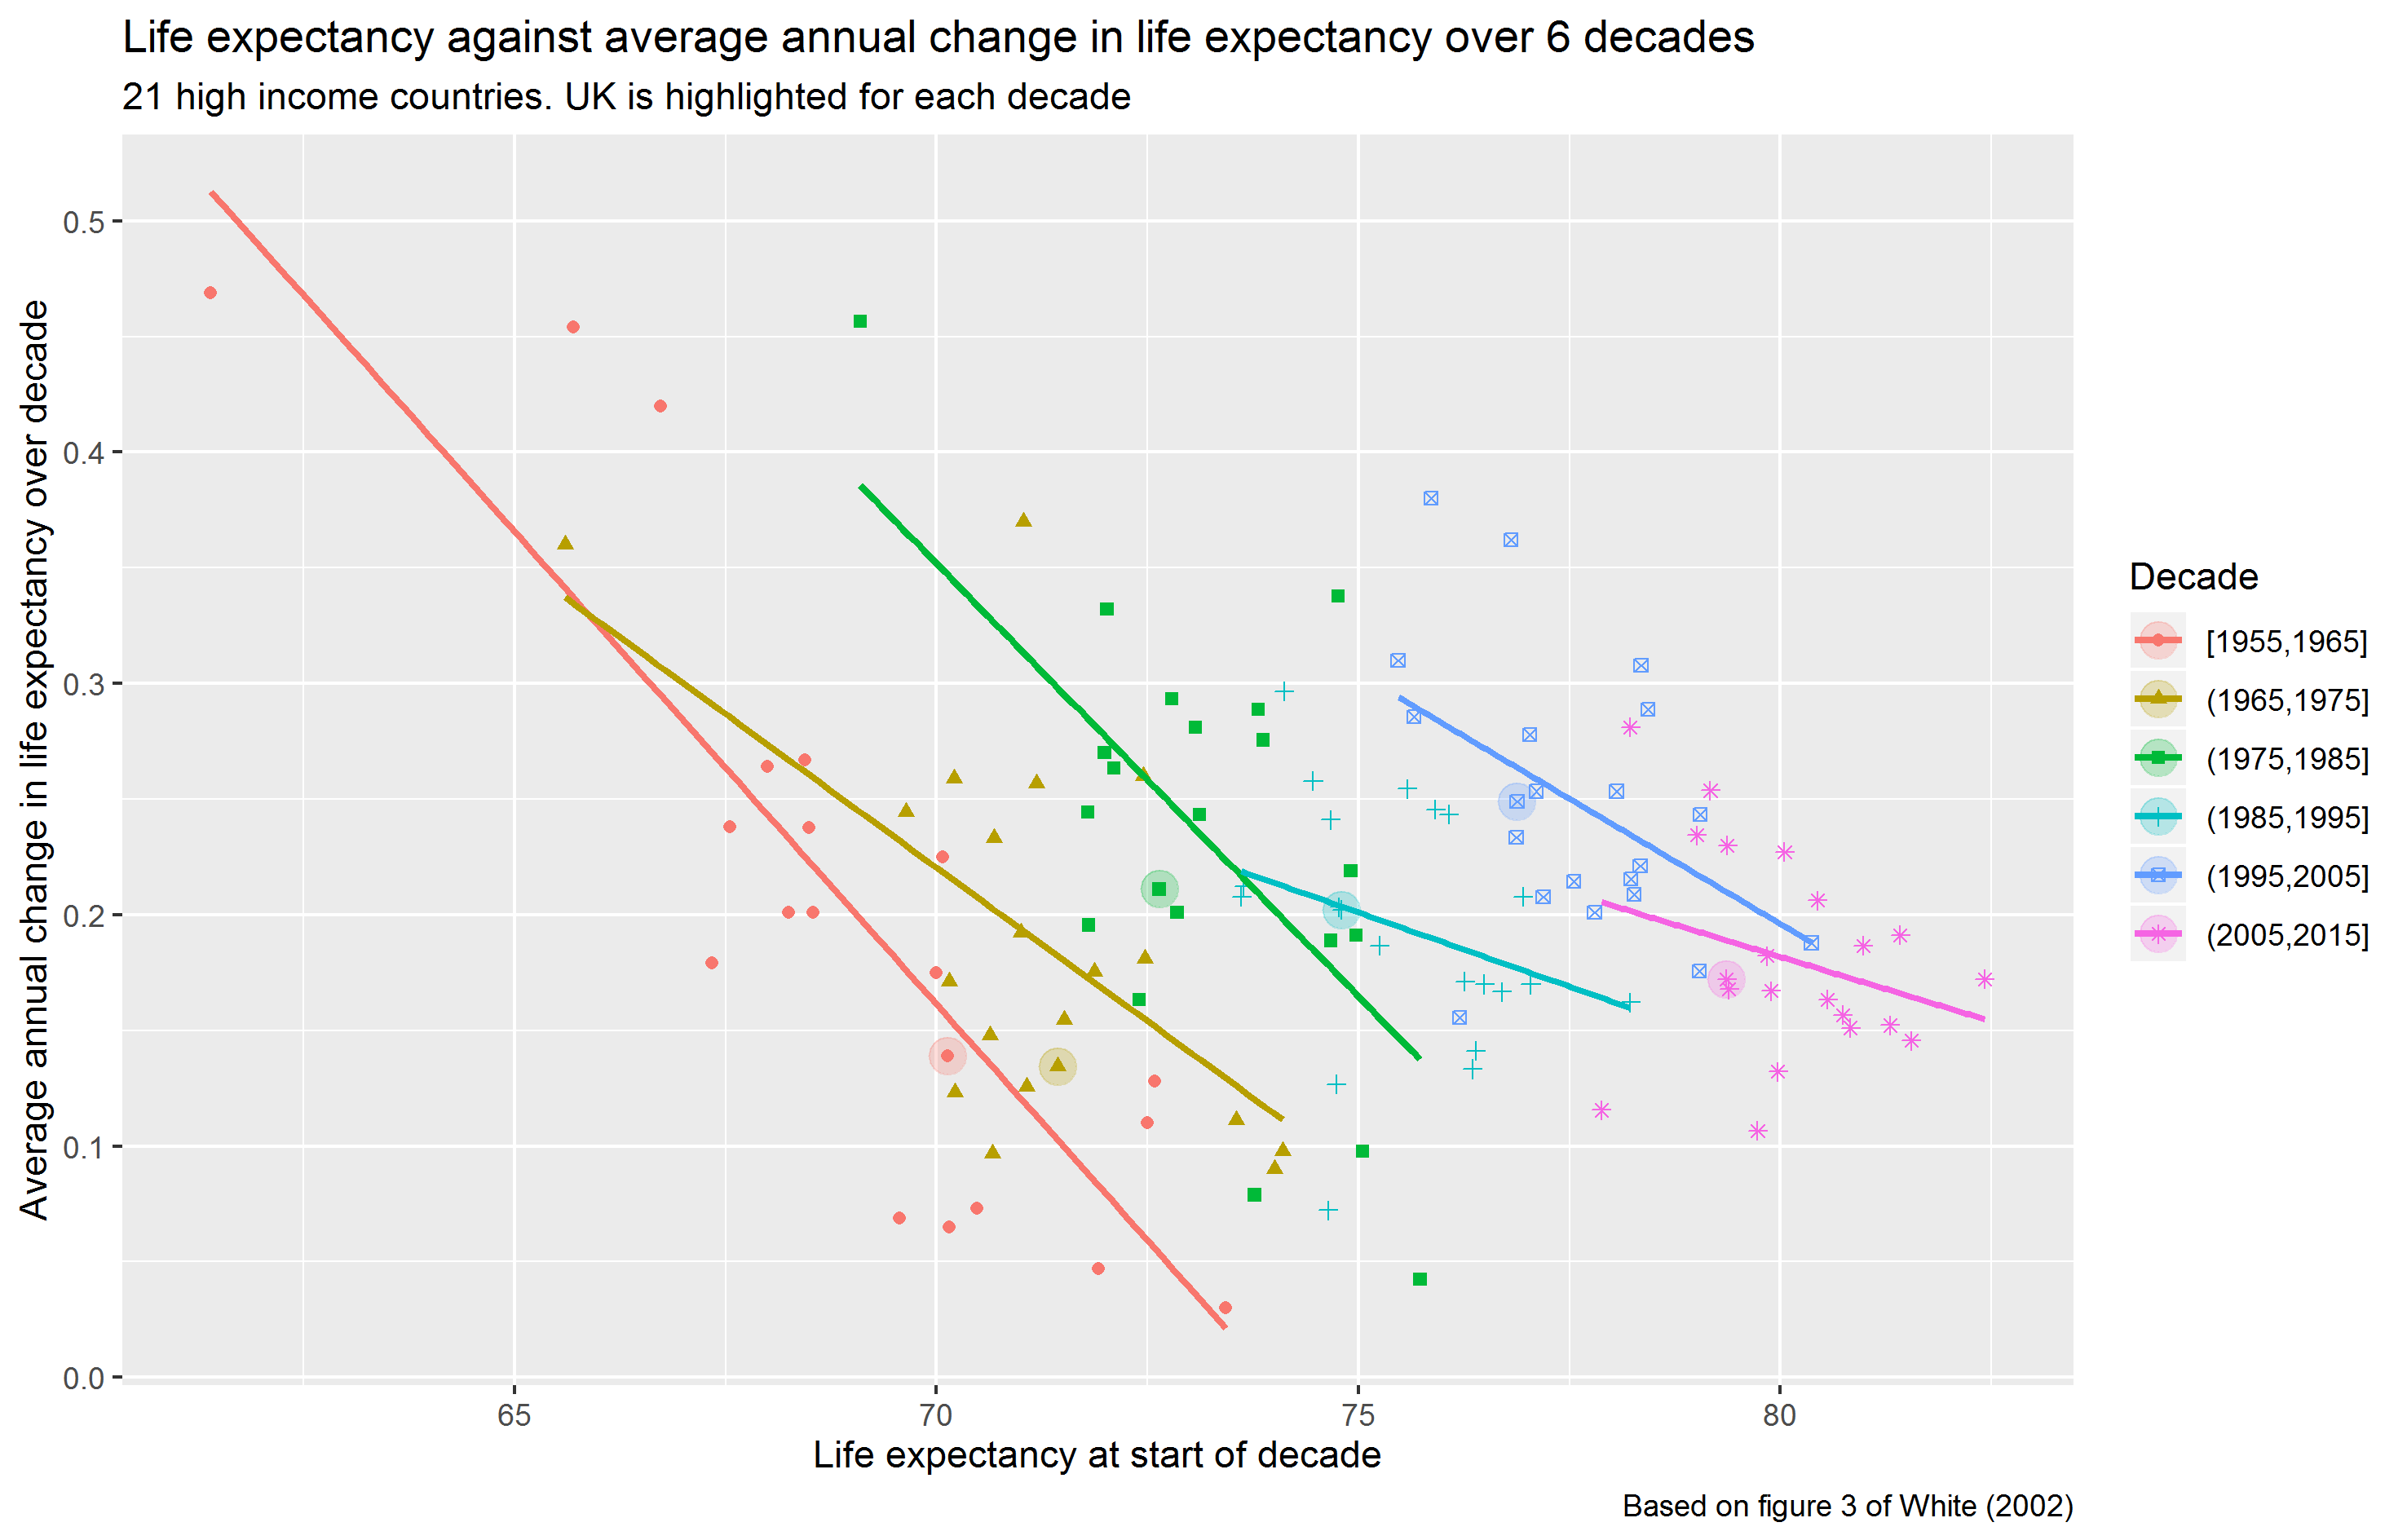 Life expectancy against average annual change in life expectancy over 6 decades
21 high income countries. UK is highlighted for each decade
Average annual change in life expectancy over decade
0.5
0.4
0.3
0.2
0.1
0.0
65
70
75
80
Life expectancy at start of decade
Decade
[1955,1965]
(1965,1975]
(1975,1985]
(1985,1995]
(1995,2005]
(2005,2015]
Based on figure 3 of White (2002)